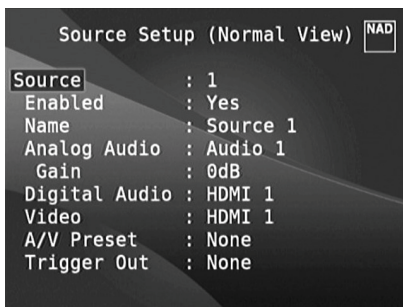 Source Setup (Normal View) NAD
Source : 1
Enabled : Yes
Name : Source 1
Analog Audio : Audio 1
Gain : 0dB
Digital Audio : HDMI 1
Video : HDMI 1
A/V Preset : None
Trigger Out : None